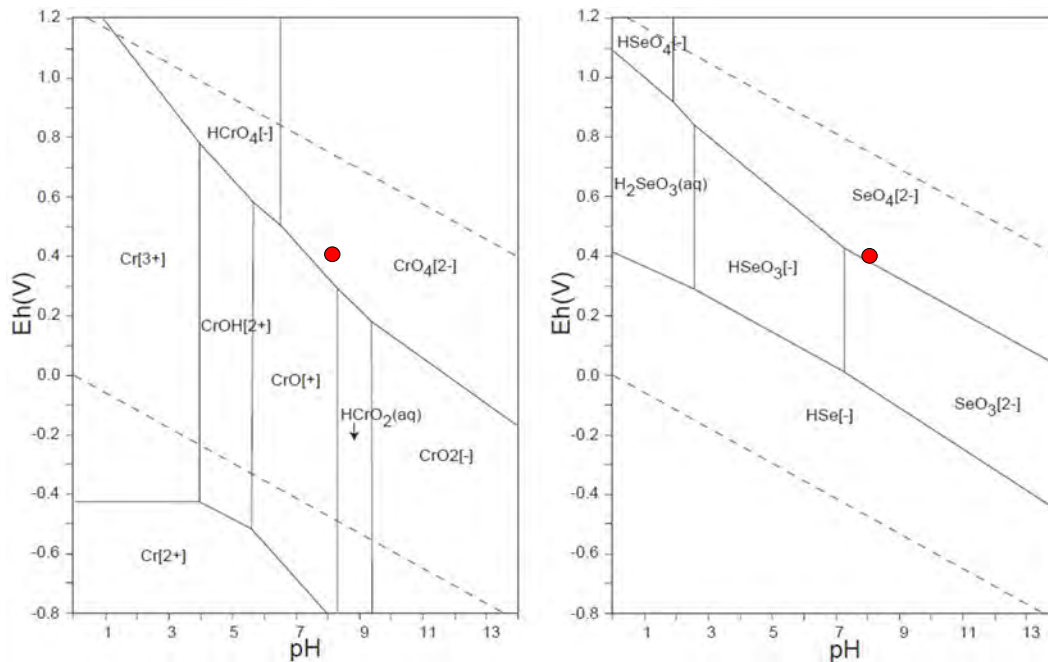 1.2
1.0
0.8
0.6
0.4
0.2
0.0
-0.2
-0.4
-0.6
-0.8
Eh(V)
HCrO4[-]
Cr[3+]
CrO4[2-]
CrOH[2+]
CrO[+]
HCrO2(aq)
CrO2[-]
Cr[2+]
1 3 5 7 9 11 13
pH
1.2
1.0
0.8
0.6
0.4
0.2
0.0
-0.2
-0.4
-0.6
-0.8
Eh(V)
HSeO4[-]
H2SeO3(aq)
SeO4[2-]
HSeO3[-]
HSe[-]
SeO3[2-]
1 3 5 7 9 11 13
pH